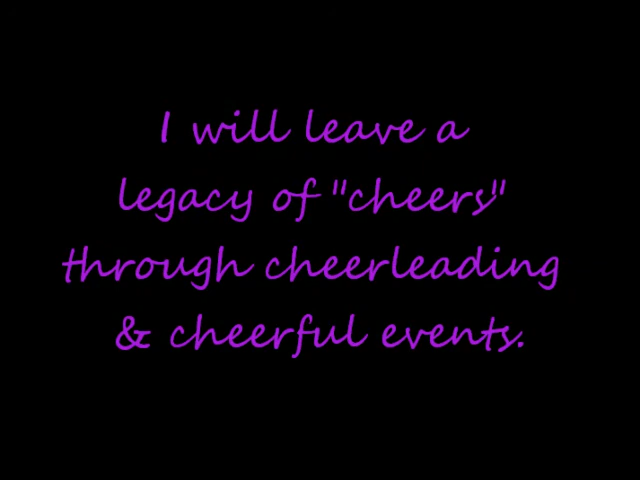 I will leave a
legacy of "cheers"
through cheerleading
& cheerful events.